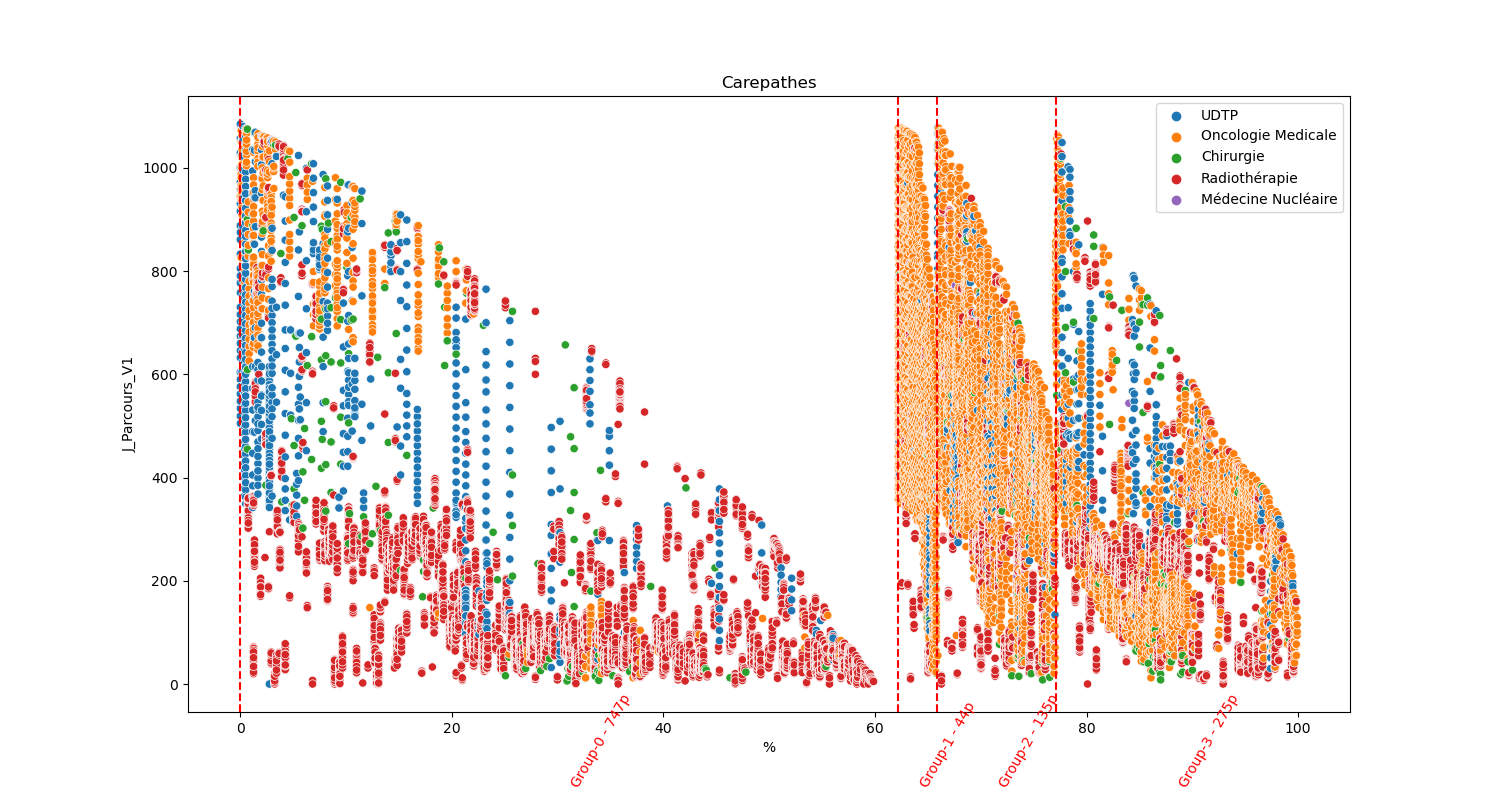 Carepathes
UDTP
Oncologie Medicale
Chirurgie
Radiothérapie
Médecine Nucléaire
J_Parcours_V1
1000
800
600
400
200
0
0
20
40
60
80
100
%
Group-0 - 747p
Group-1 - 44p
Group-2 - 135p
Group-3 - 275p